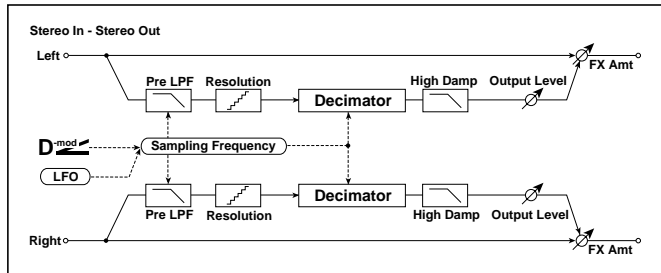 Stereo In - Stereo Out
Left
FX Amt
Pre LPF
Resolution
High Damp
Output Level
Decimator
D-mod
Sampling Frequency
LFO
Decimator
Pre LPF
Resolution
High Damp
Output Level
Right
FX Amt